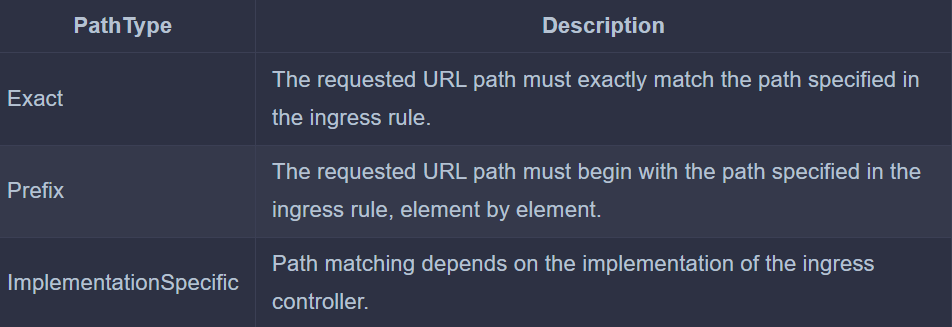 PathType Description
Exact
The requested URL path must exactly match the path specified in
the ingress rule.
Prefix
The requested URL path must begin with the path specified in the
ingress rule, element by element.
ImplementationSpecific
Path matching depends on the implementation of the ingress
controller.